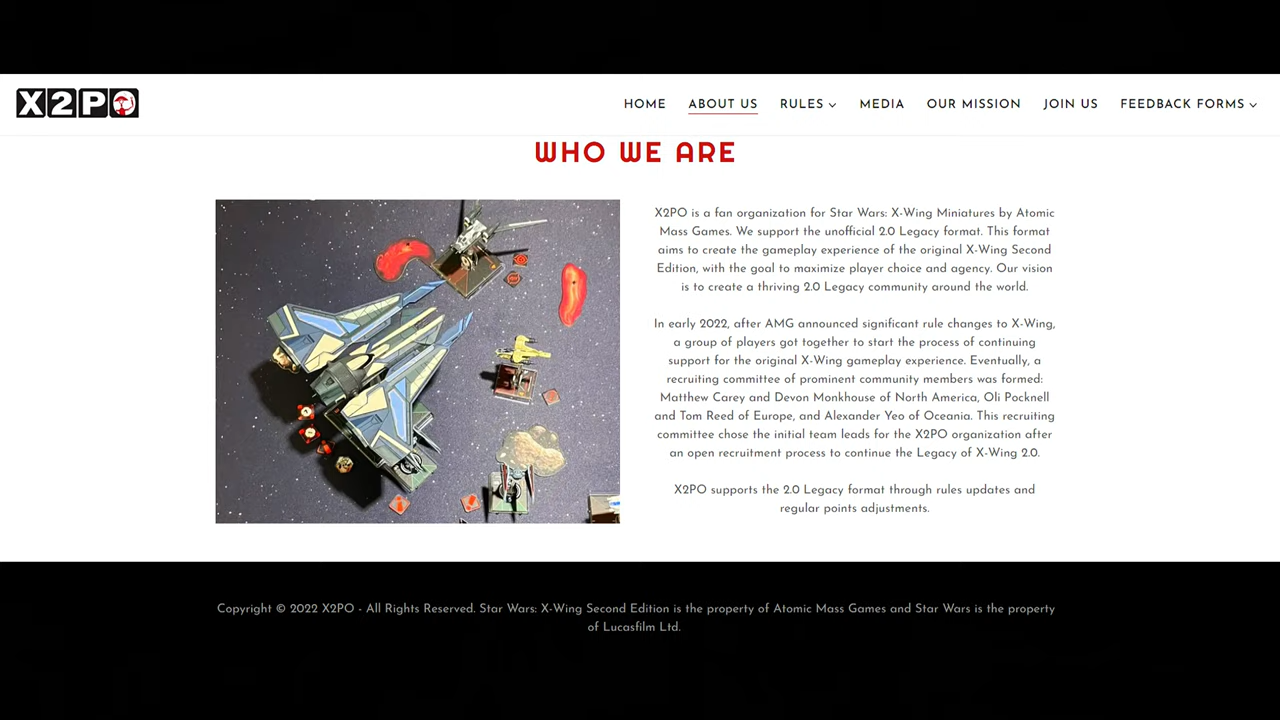 X2PO
HOME ABOUT US RULES MEDIA OUR MISSION JOIN US FEEDBACK FORMS
WHO WE ARE
X2PO is a fan organization for Star Wars: X-Wing Miniatures by Atomic
Mass Games. We support the unofficial 2.0 Legacy format. This format
aims to create the gameplay experience of the original X-Wing Second
Edition, with the goal to maximize player choice and agency. Our vision
is to create a thriving 2.0 Legacy community around the world.
In early 2022, after AMG announced significant rule changes to X-Wing,
a group of players got together to start the process of continuing
support for the original X-Wing gameplay experience. Eventually, a
recruiting committee of prominent community members was formed:
Matthew Carey and Devon Monkhouse of North America, Oli Pocknell
and Tom Reed of Europe, and Alexander Yeo of Oceania. This recruiting
committee chose the initial team leads for the X2PO organization after
an open recruitment process to continue the Legacy of X-Wing 2.0.
X2PO supports the 2.0 Legacy format through rules updates and
regular points adjustments.
Copyright © 2022 X2PO - All Rights Reserved. Star Wars: X-Wing Second Edition is the property of Atomic Mass Games and Star Wars is the property
of Lucasfilm Ltd.